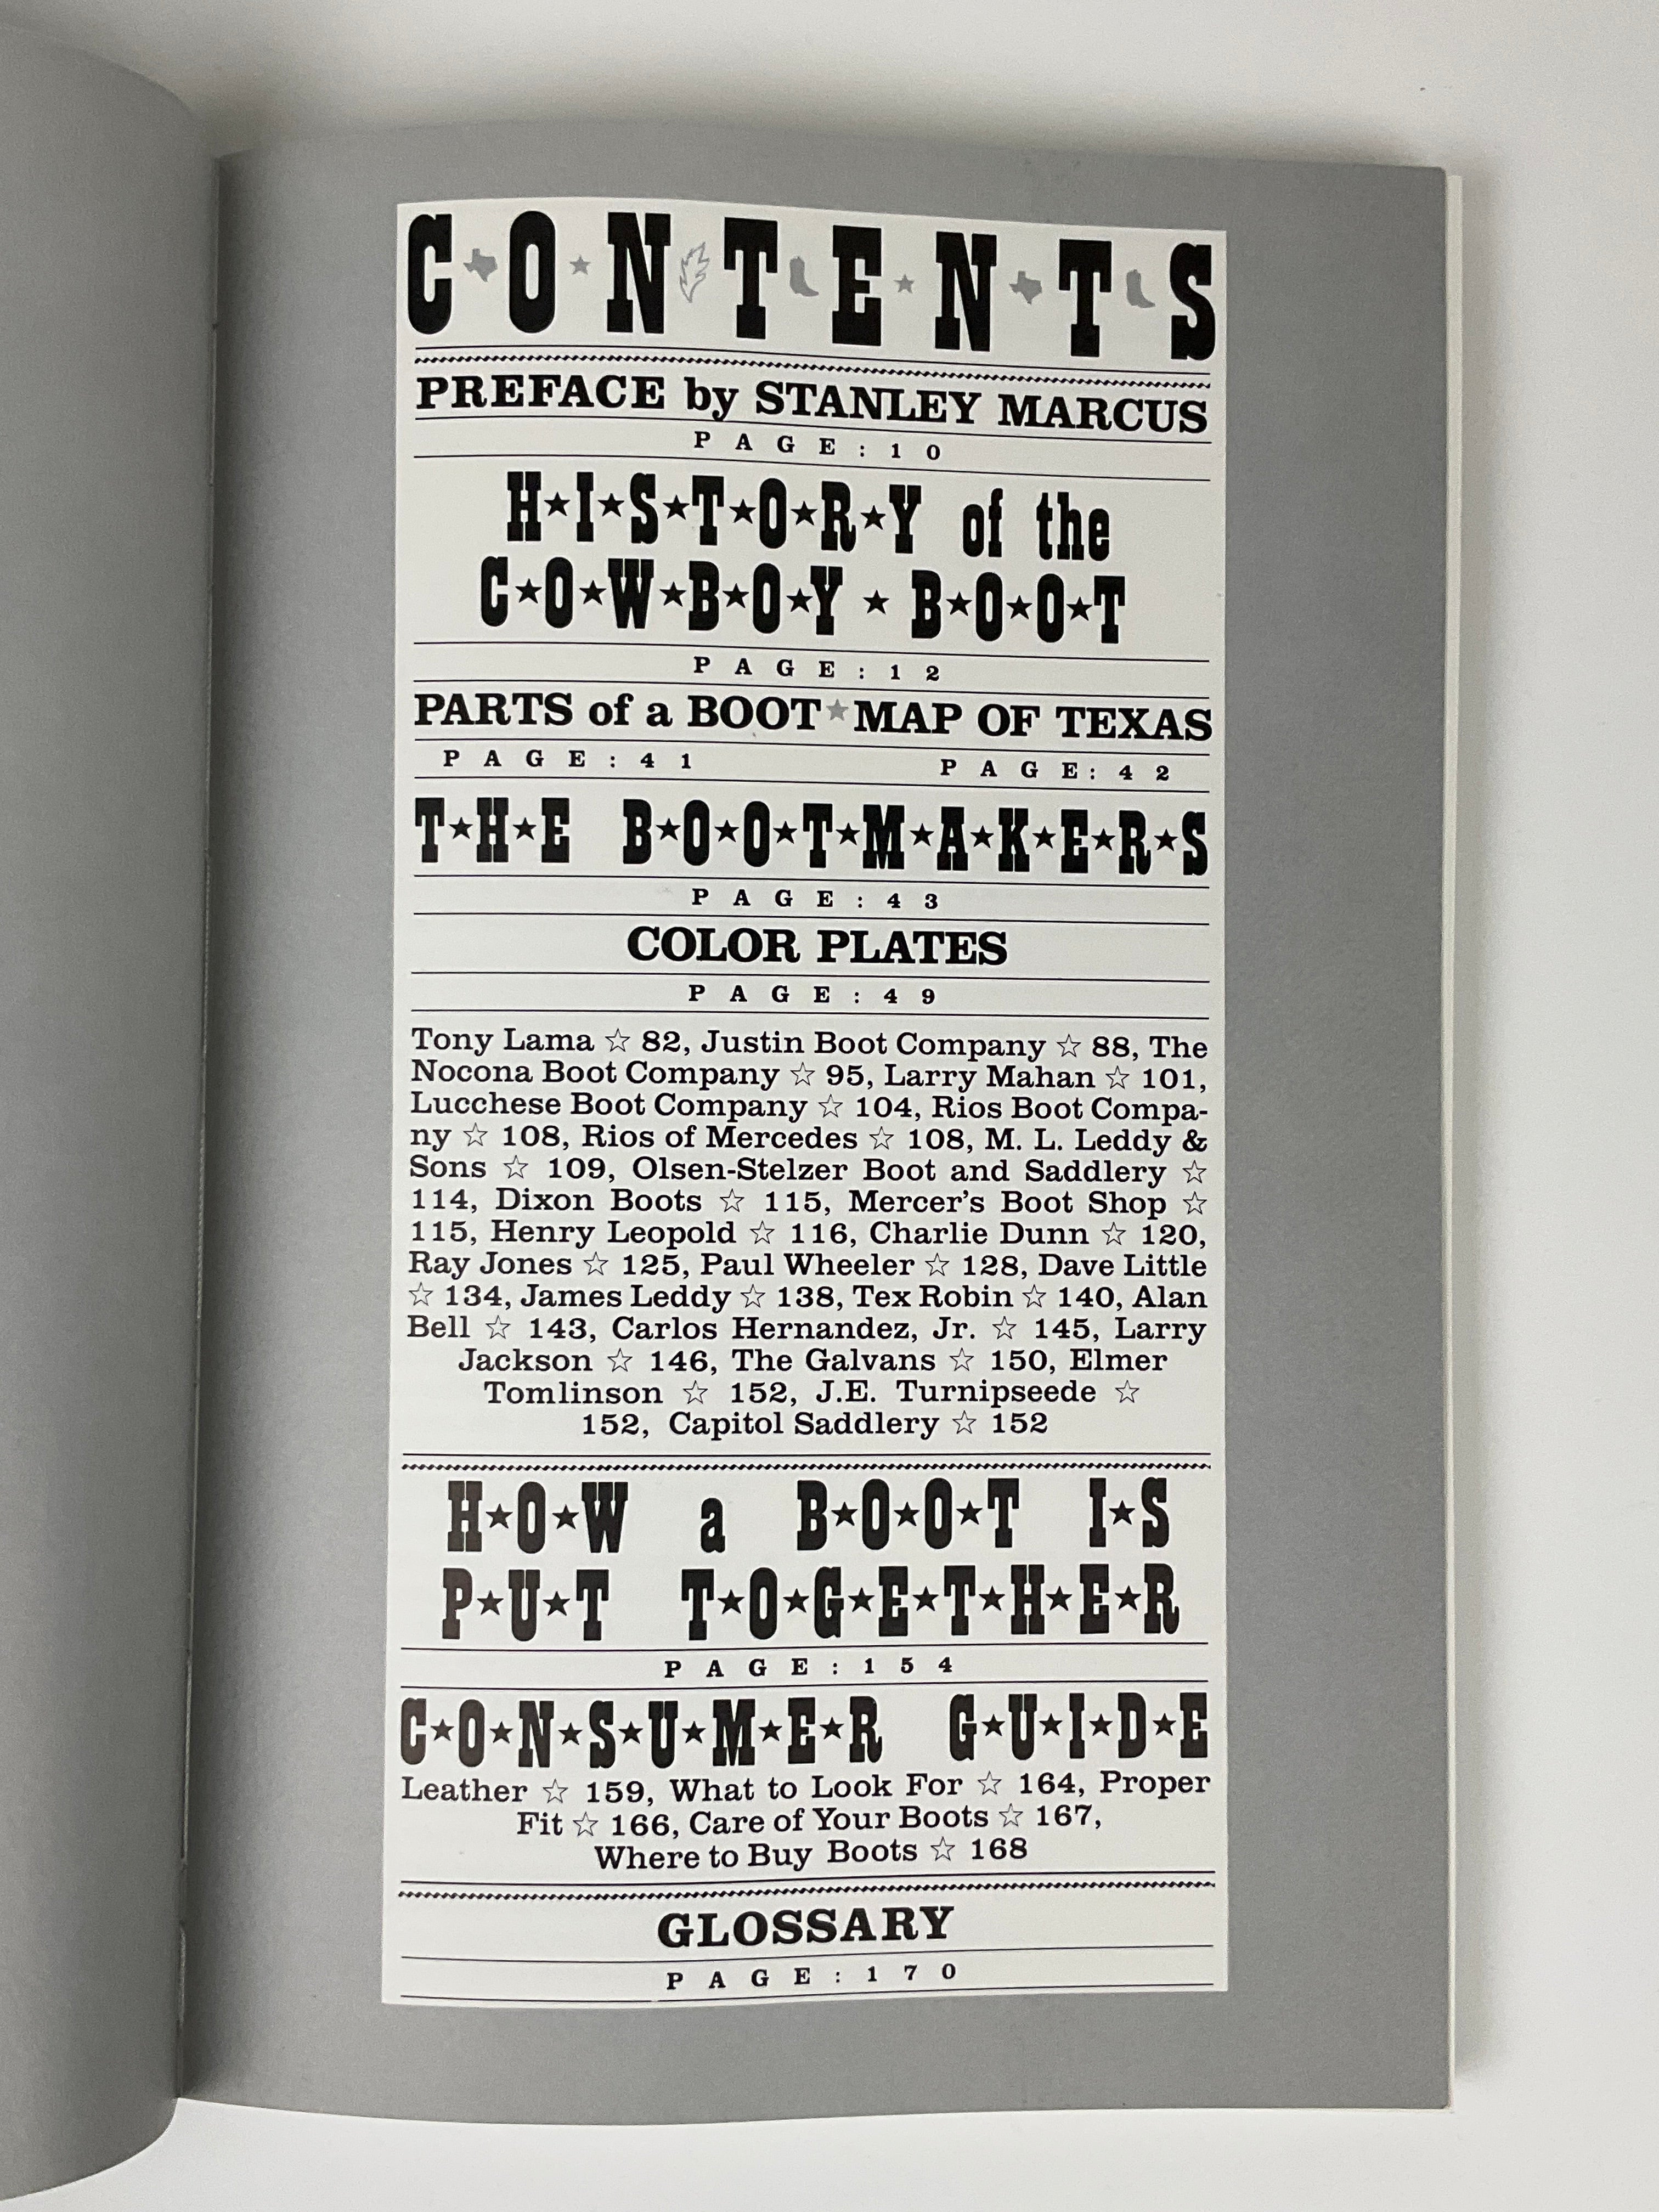 CONTENTS
PREFACE by STANLEY MARCUS
PAGE:10
H★I★S★T★O★R★Y of the
C★O★W★B★O★Y ★ B★O★O★T
PAGE:12
PARTS of a BOOT★MAP OF TEXAS
PAGE:41 PAGE:42
T★H★E B★O★O★T★M★A★K★E★R★S
PAGE:43
COLOR PLATES
PAGE:49
Tony Lama ☆ 82, Justin Boot Company ☆ 88, The
Nocona Boot Company ☆ 95, Larry Mahan ☆ 101,
Lucchese Boot Company ☆ 104, Rios Boot Compa-
ny ☆ 108, Rios of Mercedes ☆ 108, M. L. Leddy &
Sons ☆ 109, Olsen-Stelzer Boot and Saddlery ☆
114, Dixon Boots ☆ 115, Mercer's Boot Shop ☆
115, Henry Leopold ☆ 116, Charlie Dunn ☆ 120,
Ray Jones ☆ 125, Paul Wheeler ☆ 128, Dave Little
☆ 134, James Leddy ☆ 138, Tex Robin ☆ 140, Alan
Bell ☆ 143, Carlos Hernandez, Jr. ☆ 145, Larry
Jackson ☆ 146, The Galvans ☆ 150, Elmer
Tomlinson ☆ 152, J.E. Turnipseede ☆
152, Capitol Saddlery ☆ 152
H★O★W a B★O★O★T I★S
P★U★T T★O★G★E★T★H★E★R
PAGE:154
C★O★N★S★U★M★E★R G★U★I★D★E
Leather ☆ 159, What to Look For ☆ 164, Proper
Fit ☆ 166, Care of Your Boots ☆ 167,
Where to Buy Boots ☆ 168
GLOSSARY
PAGE:170